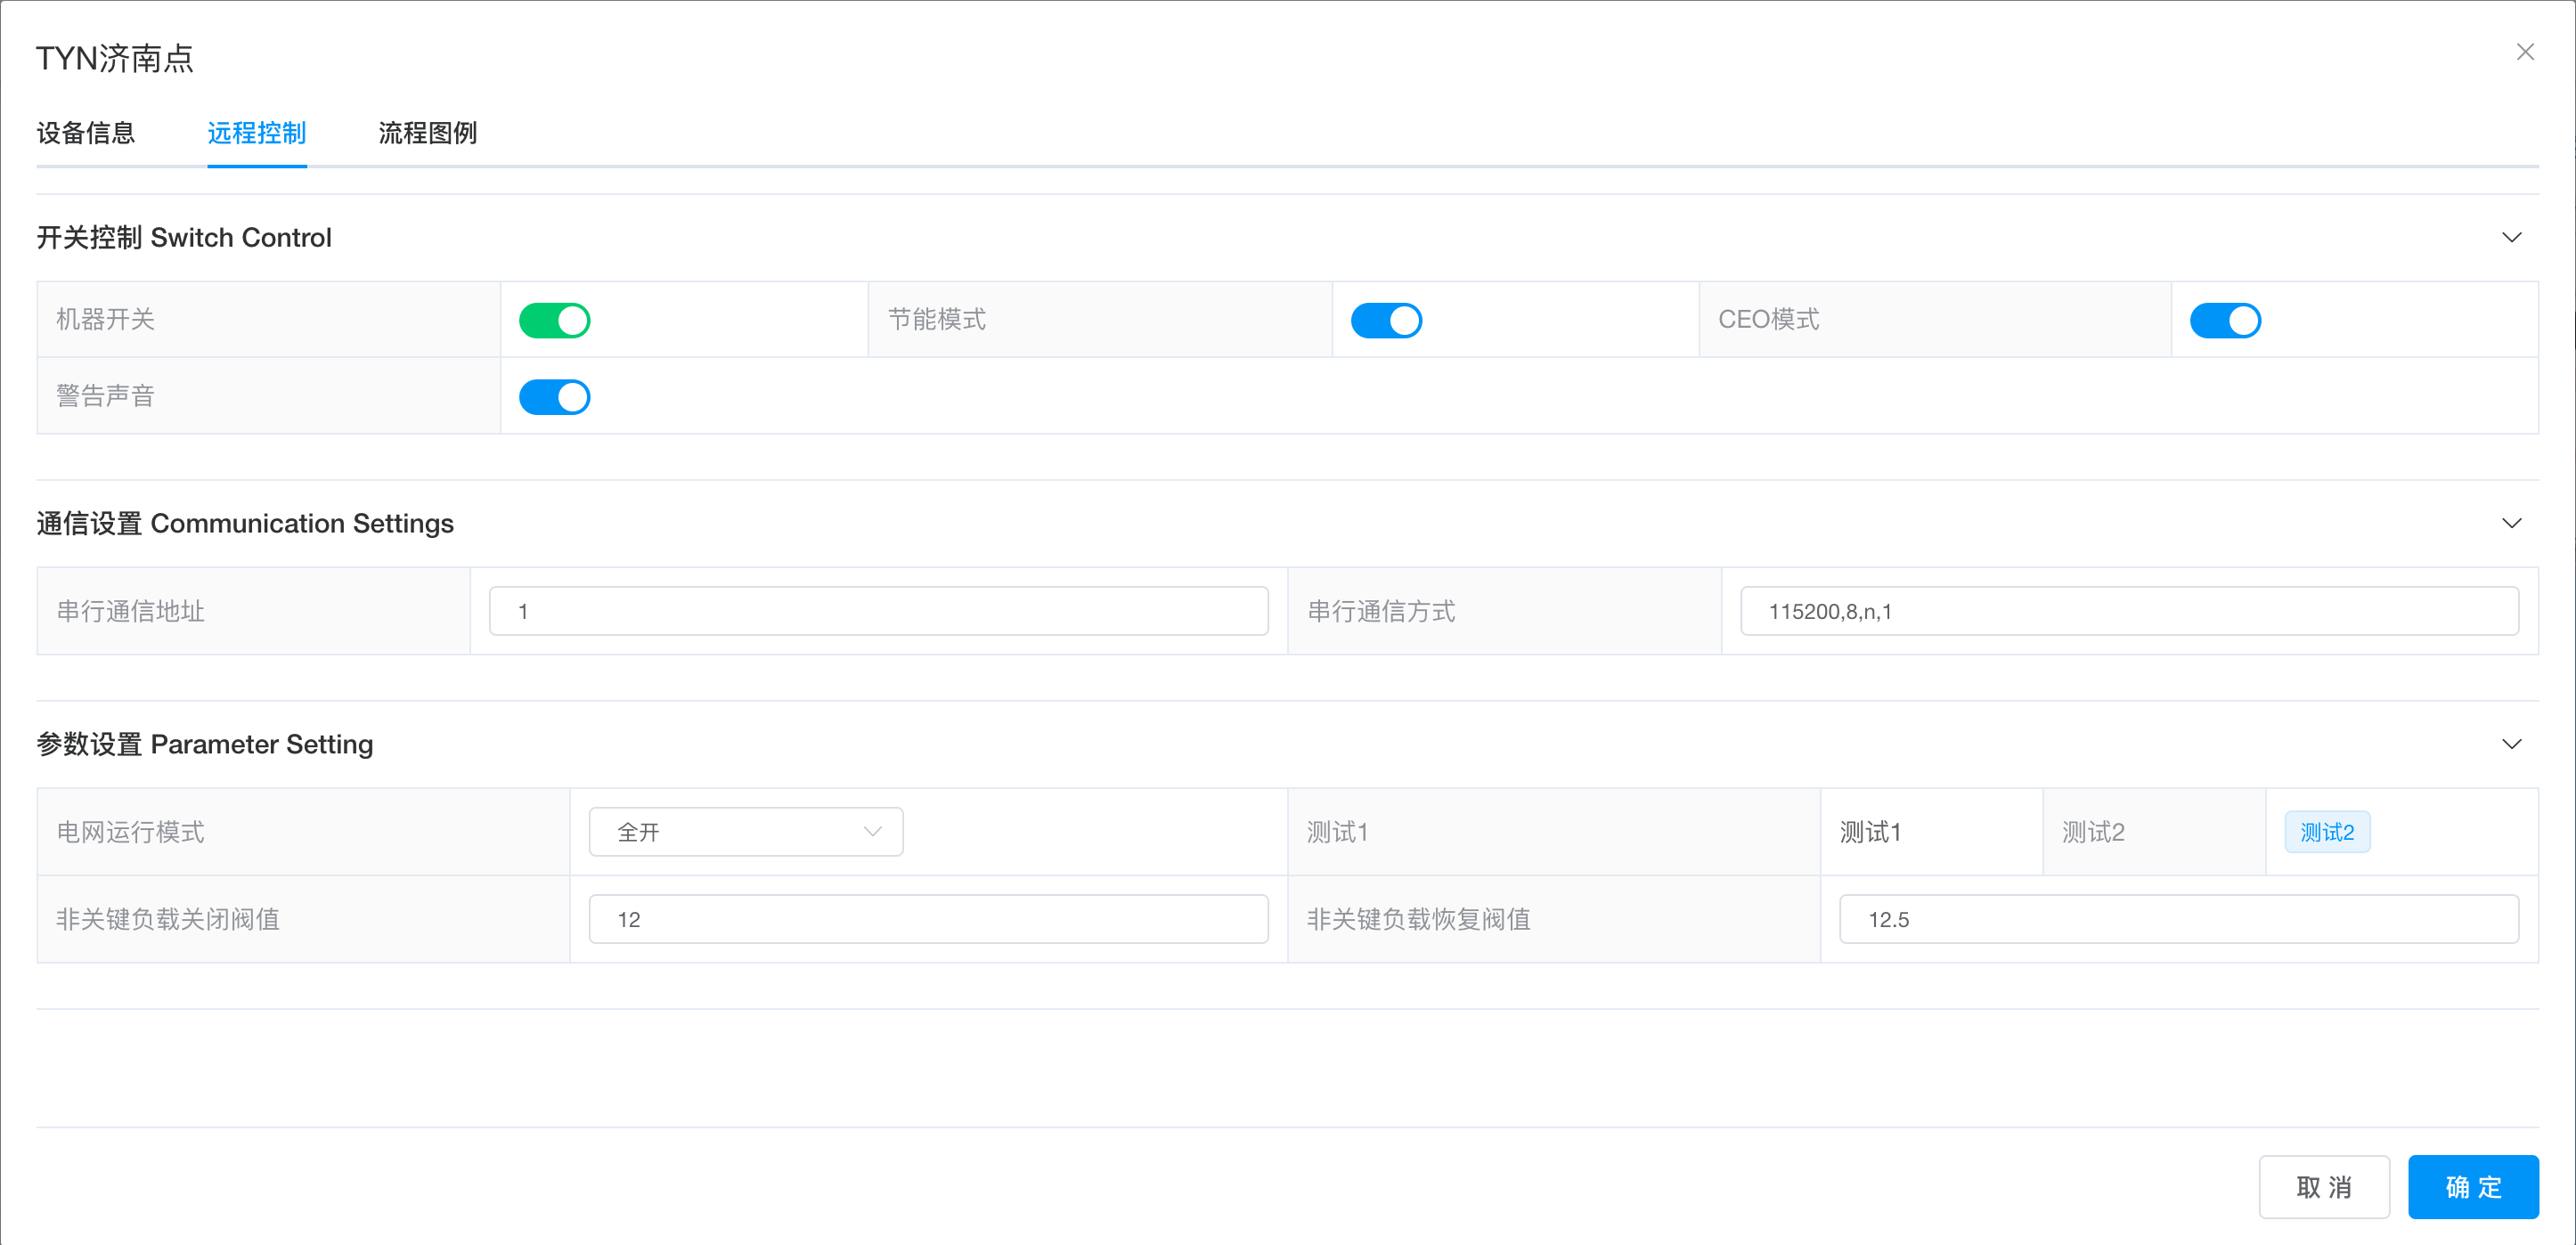 TYN济南点
设备信息 远程控制 流程图例
开关控制 Switch Control
机器开关 节能模式 CEO模式
警告声音
通信设置 Communication Settings
串行通信地址 1 串行通信方式 115200,8,n,1
参数设置 Parameter Setting
电网运行模式 全开 测试1 测试1 测试2 测试2
非关键负载关闭阀值 12 非关键负载恢复阀值 12.5
取 消 确 定